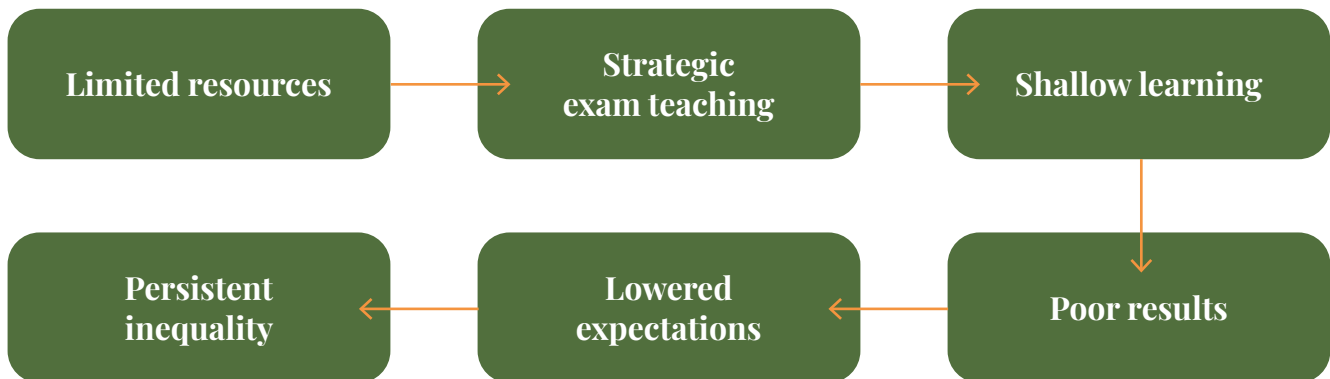 Limited resources
Strategic
exam teaching
Shallow learning
Poor results
Lowered
expectations
Persistent
inequality